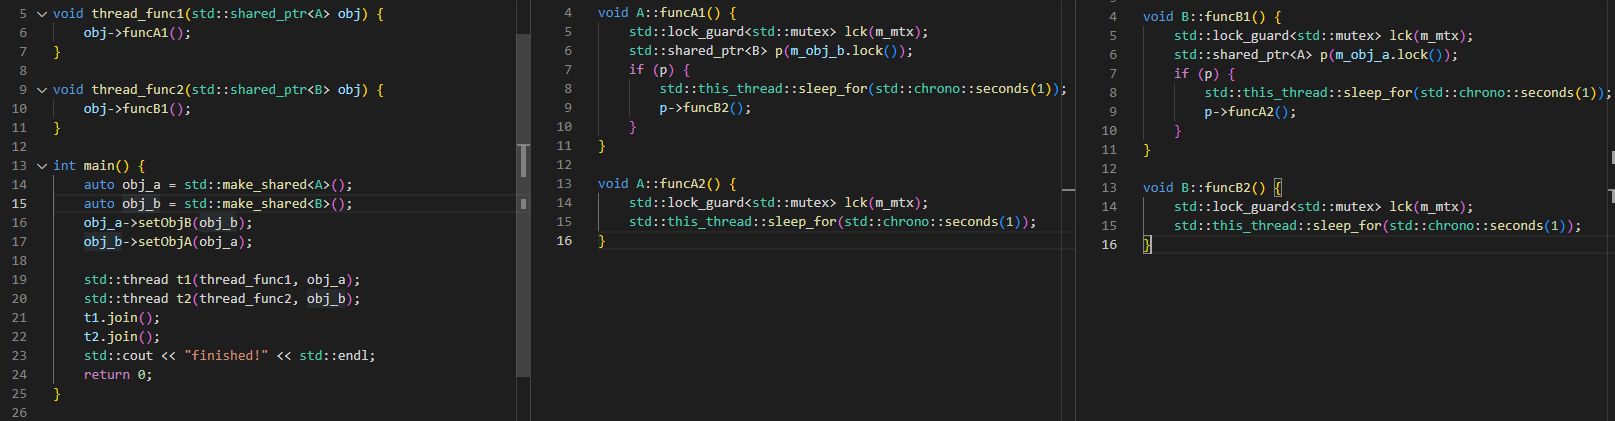 5 void thread_func1(std::shared_ptr<A> obj) {
6 obj->funcA1();
7 }
8
9 void thread_func2(std::shared_ptr<B> obj) {
10 obj->funcB1();
11 }
12
13 int main() {
14 auto obj_a = std::make_shared<A>();
15 auto obj_b = std::make_shared<B>();
16 obj_a->setObjB(obj_b);
17 obj_b->setObjA(obj_a);
18
19 std::thread t1(thread_func1, obj_a);
20 std::thread t2(thread_func2, obj_b);
21 t1.join();
22 t2.join();
23 std::cout << "finished!" << std::endl;
24 return 0;
25 }
26
4 void A::funcA1() {
5 std::lock_guard<std::mutex> lck(m_mtx);
6 std::shared_ptr<B> p(m_obj_b.lock());
7 if (p) {
8 std::this_thread::sleep_for(std::chrono::seconds(1));
9 p->funcB2();
10 }
11 }
12
13 void A::funcA2() {
14 std::lock_guard<std::mutex> lck(m_mtx);
15 std::this_thread::sleep_for(std::chrono::seconds(1));
16 }
4 void B::funcB1() {
5 std::lock_guard<std::mutex> lck(m_mtx);
6 std::shared_ptr<A> p(m_obj_a.lock());
7 if (p) {
8 std::this_thread::sleep_for(std::chrono::seconds(1));
9 p->funcA2();
10 }
11 }
12
13 void B::funcB2() {
14 std::lock_guard<std::mutex> lck(m_mtx);
15 std::this_thread::sleep_for(std::chrono::seconds(1));
16 }